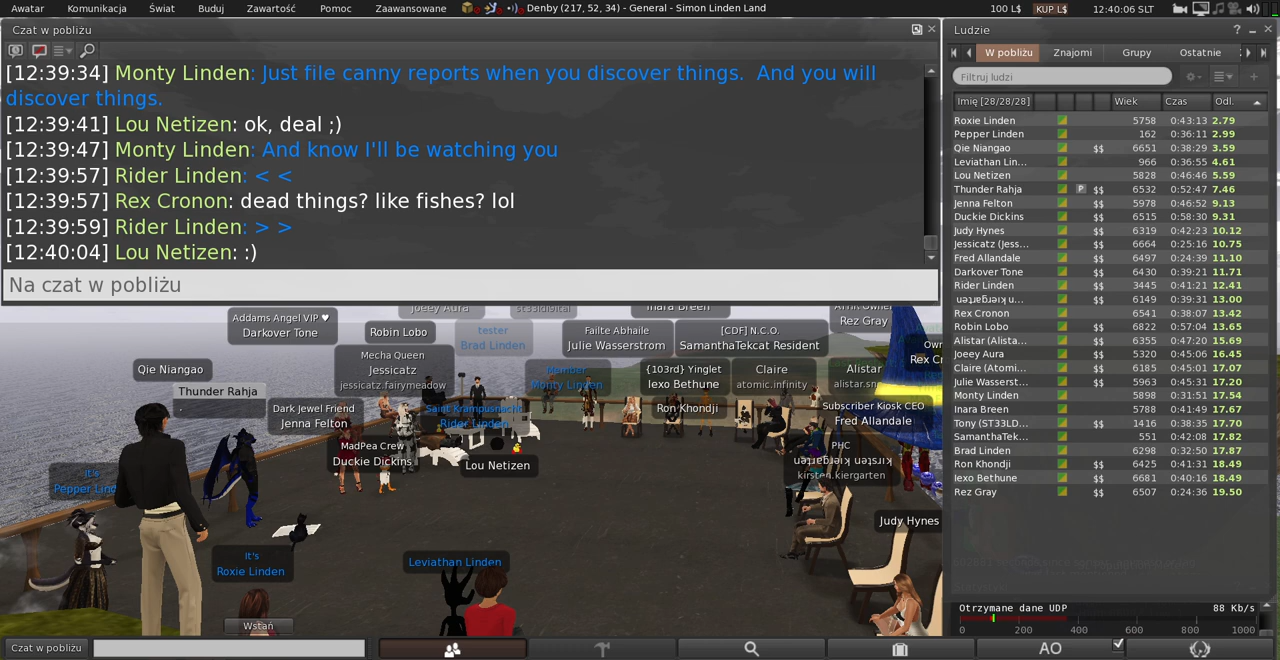 Awatar Komunikacja Świat Buduj Zawartość Pomoc Zaawansowane Denby (217, 52, 34) - General - Simon Linden Land 100 L$ KUP L$ 12:40:06 SLT
Czat w pobliżu
[12:39:34] Monty Linden: Just file canny reports when you discover things. And you will
discover things.
[12:39:41] Lou Netizen: ok, deal ;)
[12:39:47] Monty Linden: And know I'll be watching you
[12:39:57] Rider Linden: < <
[12:39:57] Rex Cronon: dead things? like fishes? lol
[12:39:59] Rider Linden: > >
[12:40:04] Lou Netizen: :)
Na czat w pobliżu
Joeey Aura
st33ldigital
Inara Breen
Rez Gray
Addams Angel VIP ♥
Darkover Tone
Robin Lobo
tester
Brad Linden
Failte Abhaile
Julie Wasserstrom
[CDF] N.C.O.
SamanthaTekcat Resident
Rex Cr
Qie Niangao
Mecha Queen
Jessicatz
jessicatz.fairymeadow
Member
Monty Linden
{103rd} Yinglet
Iexo Bethune
Claire
atomic.infinity
Alistar
alistar.sn
Thunder Rahja
.
Dark Jewel Friend
Jenna Felton
Rider Linden
Ron Khondji
Subscriber Kiosk CEO
Fred Allandale
MadPea Crew
Duckie Dickins
Lou Netizen
PHC
kirsten.kiergarten
It's
Pepper Lind
Judy Hynes
It's
Roxie Linden
Leviathan Linden
Wstań
Czat w pobliżu
Ludzie
W pobliżu Znajomi Grupy Ostatnie
Filtruj ludzi
Imię [28/28/28] Wiek Czas Odl.
Roxie Linden 5758 0:43:13 2.79
Pepper Linden 162 0:36:11 2.99
Qie Niangao $$ 6651 0:38:29 3.59
Leviathan Lin... 966 0:36:55 4.61
Lou Netizen 5828 0:46:46 5.59
Thunder Rahja P $$ 6532 0:52:47 7.46
Jenna Felton $$ 5978 0:46:52 9.13
Duckie Dickins $$ 6515 0:58:30 9.31
Judy Hynes $$ 6319 0:42:23 10.12
Jessicatz (Jess... $$ 6664 0:25:16 10.75
Fred Allandale $$ 6497 0:24:39 11.10
Darkover Tone $$ 6430 0:39:21 11.71
Rider Linden $$ 3445 0:41:21 12.41
$$ 6149 0:39:31 13.00
Rex Cronon 6541 0:38:07 13.42
Robin Lobo $$ 6822 0:57:04 13.65
Alistar (Alista... $$ 6355 0:47:20 15.69
Joeey Aura $$ 5320 0:45:06 16.45
Claire (Atomi... $$ 6185 0:45:01 17.07
Julie Wasserst... $$ 5963 0:45:31 17.20
Monty Linden 5898 0:31:51 17.54
Inara Breen 5788 0:41:49 17.67
Tony (ST33LD... $$ 1416 0:38:35 17.70
SamanthaTek... 551 0:42:08 17.82
Brad Linden 6298 0:32:50 17.87
Ron Khondji $$ 6425 0:41:31 18.49
Iexo Bethune $$ 6681 0:40:16 18.49
Rez Gray $$ 6507 0:24:36 19.50
Otrzymane dane UDP 88 Kb/s
0 200 400 600 800 1000
AO